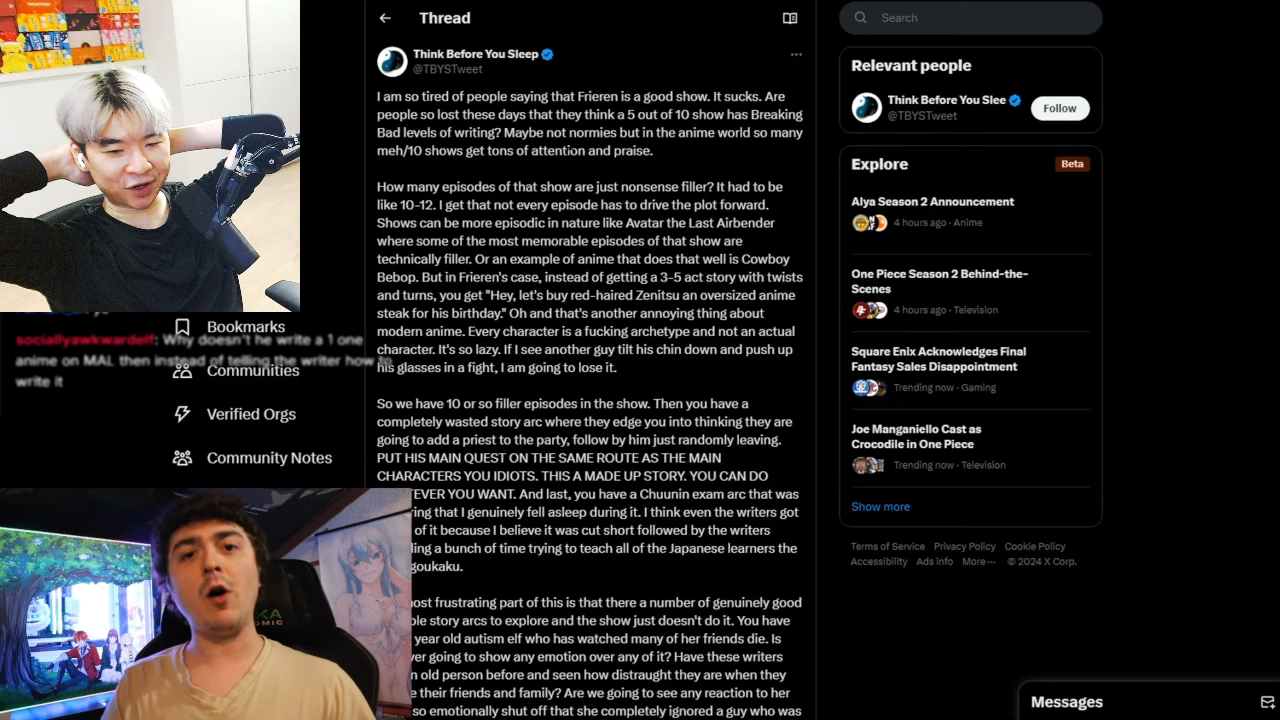 Thread
Think Before You Sleep
@TBYSTweet
I am so tired of people saying that Frieren is a good show. It sucks. Are
people so lost these days that they think a 5 out of 10 show has Breaking
Bad levels of writing? Maybe not normies but in the anime world so many
meh/10 shows get tons of attention and praise.
How many episodes of that show are just nonsense filler? It had to be
like 10-12. I get that not every episode has to drive the plot forward.
Shows can be more episodic in nature like Avatar the Last Airbender
where some of the most memorable episodes of that show are
technically filler. Or an example of anime that does that well is Cowboy
Bebop. But in Frieren's case, instead of getting a 3-5 act story with twists
and turns, you get "Hey, let's buy red-haired Zenitsu an oversized anime
steak for his birthday." Oh and that's another annoying thing about
modern anime. Every character is a fucking archetype and not an actual
character. It's so lazy. If I see another guy tilt his chin down and push up
his glasses in a fight, I am going to lose it.
So we have 10 or so filler episodes in the show. Then you have a
completely wasted story arc where they edge you into thinking they are
going to add a priest to the party, follow by him just randomly leaving.
PUT HIS MAIN QUEST ON THE SAME ROUTE AS THE MAIN
CHARACTERS YOU IDIOTS. THIS A MADE UP STORY. YOU CAN DO
EVER YOU WANT. And last, you have a Chuunin exam arc that was
ring that I genuinely fell asleep during it. I think even the writers got
of it because I believe it was cut short followed by the writers
ding a bunch of time trying to teach all of the Japanese learners the
goukaku.
ost frustrating part of this is that there a number of genuinely good
ple story arcs to explore and the show just doesn't do it. You have
year old autism elf who has watched many of her friends die. Is
ver going to show any emotion over any of it? Have these writers
n old person before and seen how distraught they are when they
e their friends and family? Are we going to see any reaction to her
so emotionally shut off that she completely ignored a guy who was
Bookmarks
Communities
Verified Orgs
Community Notes
sociallyawkwardelf: Why doesn't he write a 1 one
anime on MAL then instead of telling the writer how to
write it
Search
Relevant people
Think Before You Slee
@TBYSTweet
Follow
Explore
Beta
Alya Season 2 Announcement
4 hours ago · Anime
One Piece Season 2 Behind-the-
Scenes
4 hours ago · Television
Square Enix Acknowledges Final
Fantasy Sales Disappointment
Trending now · Gaming
Joe Manganiello Cast as
Crocodile in One Piece
Trending now · Television
Show more
Terms of Service Privacy Policy Cookie Policy
Accessibility Ads info More ··· © 2024 X Corp.
Messages